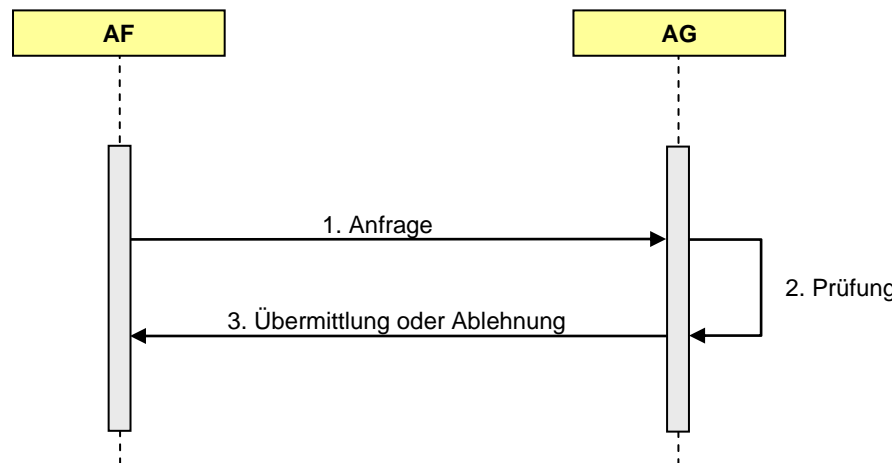 AF
AG
1. Anfrage
2. Prüfung
3. Übermittlung oder Ablehnung